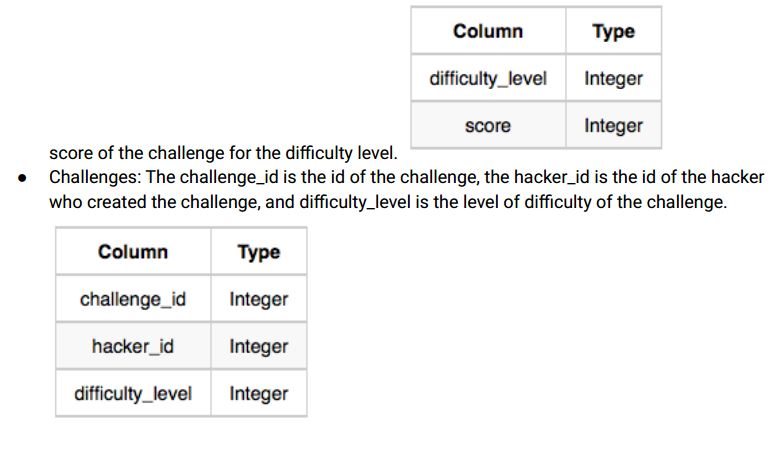 Column Type
difficulty_level Integer
score Integer
score of the challenge for the difficulty level.
● Challenges: The challenge_id is the id of the challenge, the hacker_id is the id of the hacker
who created the challenge, and difficulty_level is the level of difficulty of the challenge.
Column Type
challenge_id Integer
hacker_id Integer
difficulty_level Integer